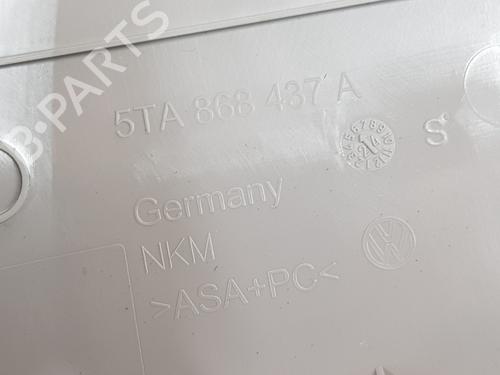 B-PARTS
5TA 868 437 A
S
Germany
NKM
>ASA+PC<